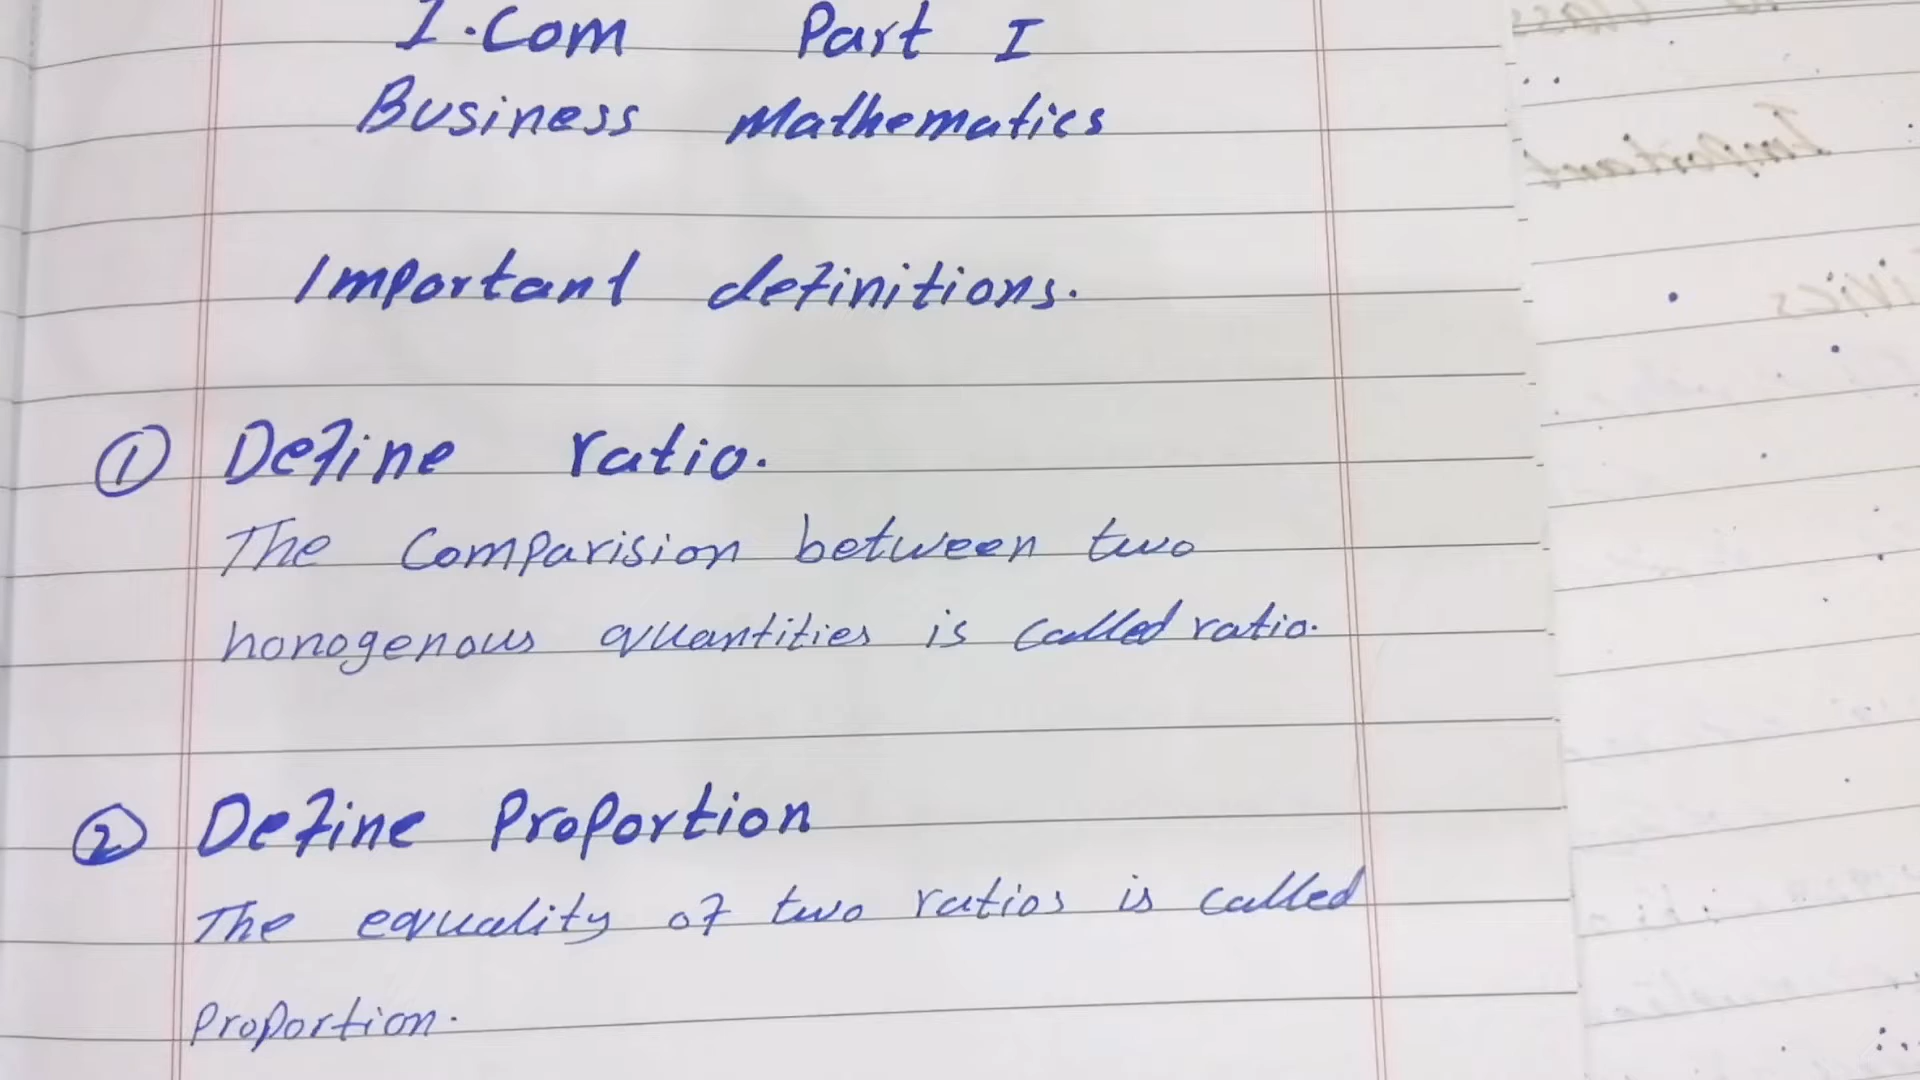 I.Com Part I
Business Mathematics
Important definitions.
① Define ratio.
The Comparision between two
honogenous quantities is called ratio.
② Define Proportion
The equality of two ratios is called
Proportion.
Important